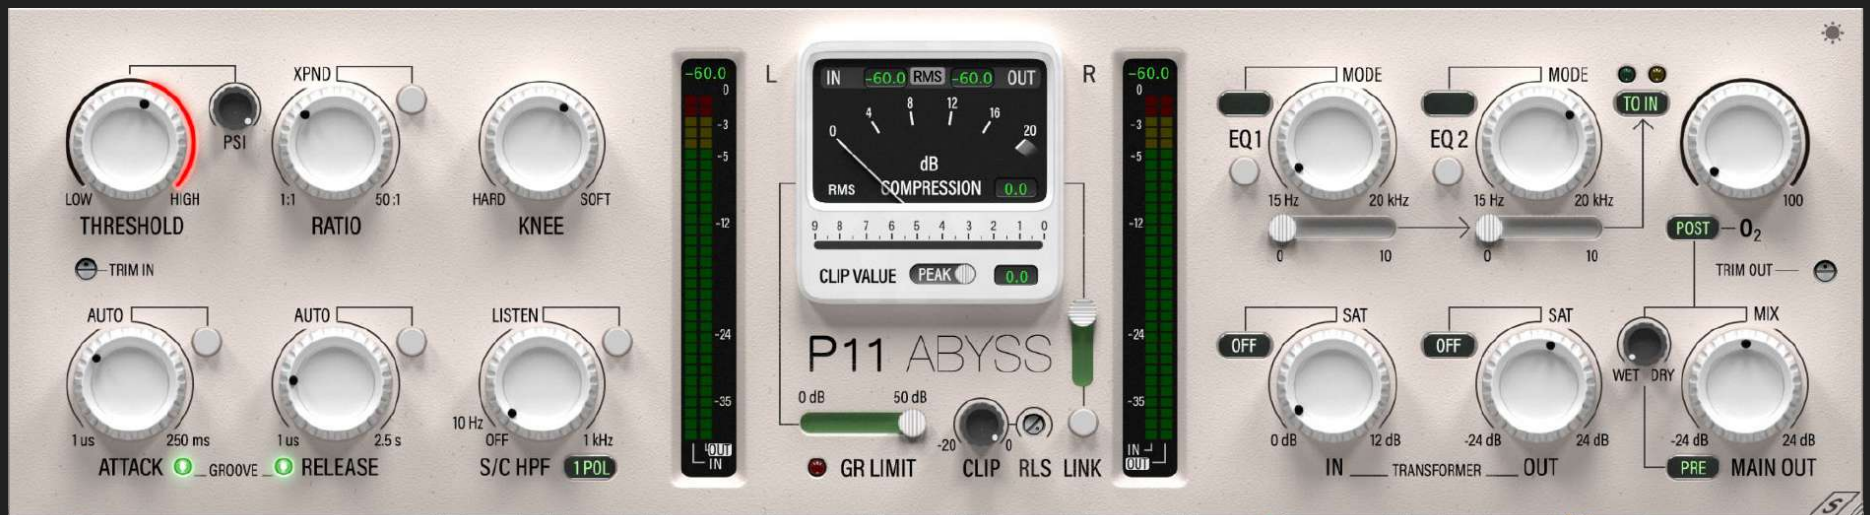 XPND
PSI
LOW HIGH
THRESHOLD
1:1 50:1
RATIO
HARD SOFT
KNEE
TRIM IN
AUTO
1 us 250 ms
ATTACK
GROOVE
AUTO
1 us 2.5 s
RELEASE
LISTEN
10 Hz
OFF 1 kHz
S/C HPF 1 POL
-60.0
0
-3
-5
-12
-24
-35
OUT
IN
L
R
IN -60.0 RMS -60.0 OUT
0 4 8 12 16 20
dB
RMS COMPRESSION 0.0
9 8 7 6 5 4 3 2 1 0
CLIP VALUE PEAK 0.0
P11 ABYSS
0 dB 50 dB
GR LIMIT
-20 0
CLIP
RLS
LINK
-60.0
0
-3
-5
-12
-24
-35
IN
OUT
MODE
EQ1
15 Hz 20 kHz
0 10
MODE
EQ 2
15 Hz 20 kHz
0 10
TO IN
100
POST O2
TRIM OUT
SAT
OFF
0 dB 12 dB
IN
TRANSFORMER
SAT
OFF
-24 dB 24 dB
OUT
WET DRY
MIX
-24 dB 24 dB
PRE MAIN OUT
S